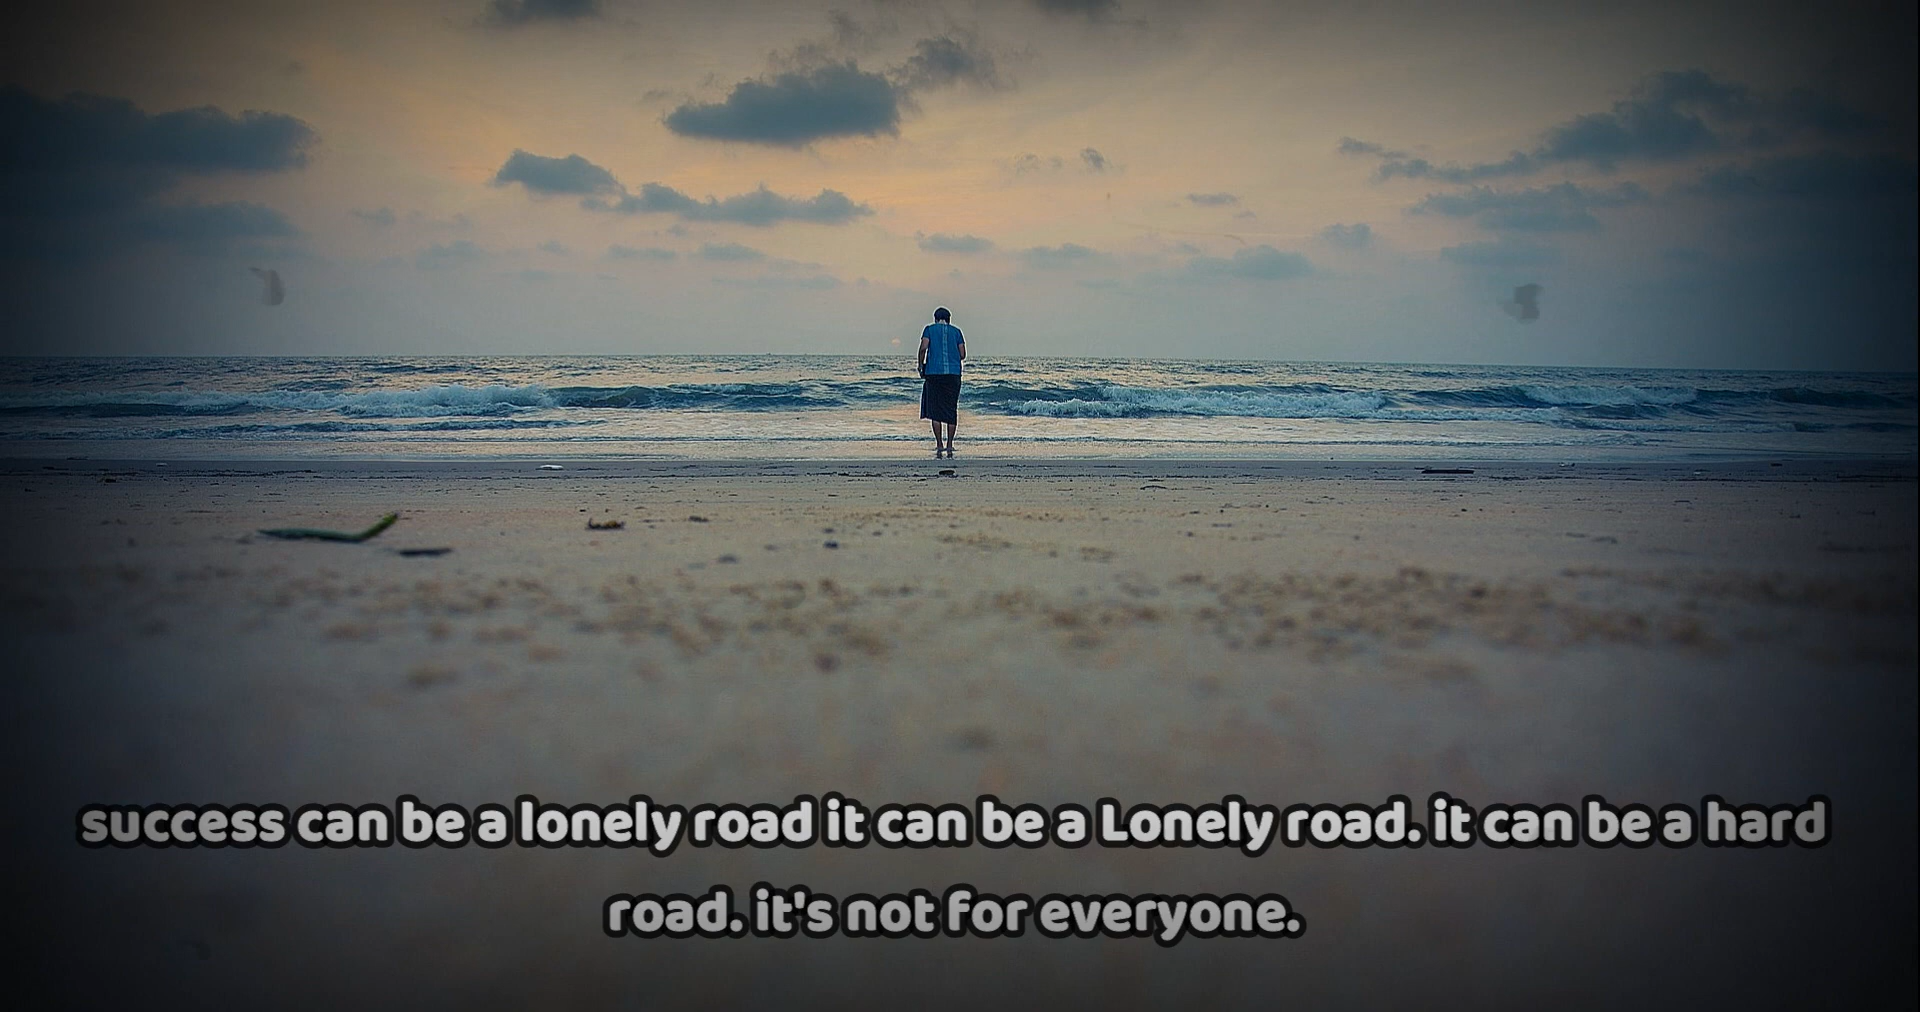 success can be a lonely road it can be a Lonely road. it can be a hard
road. it's not for everyone.